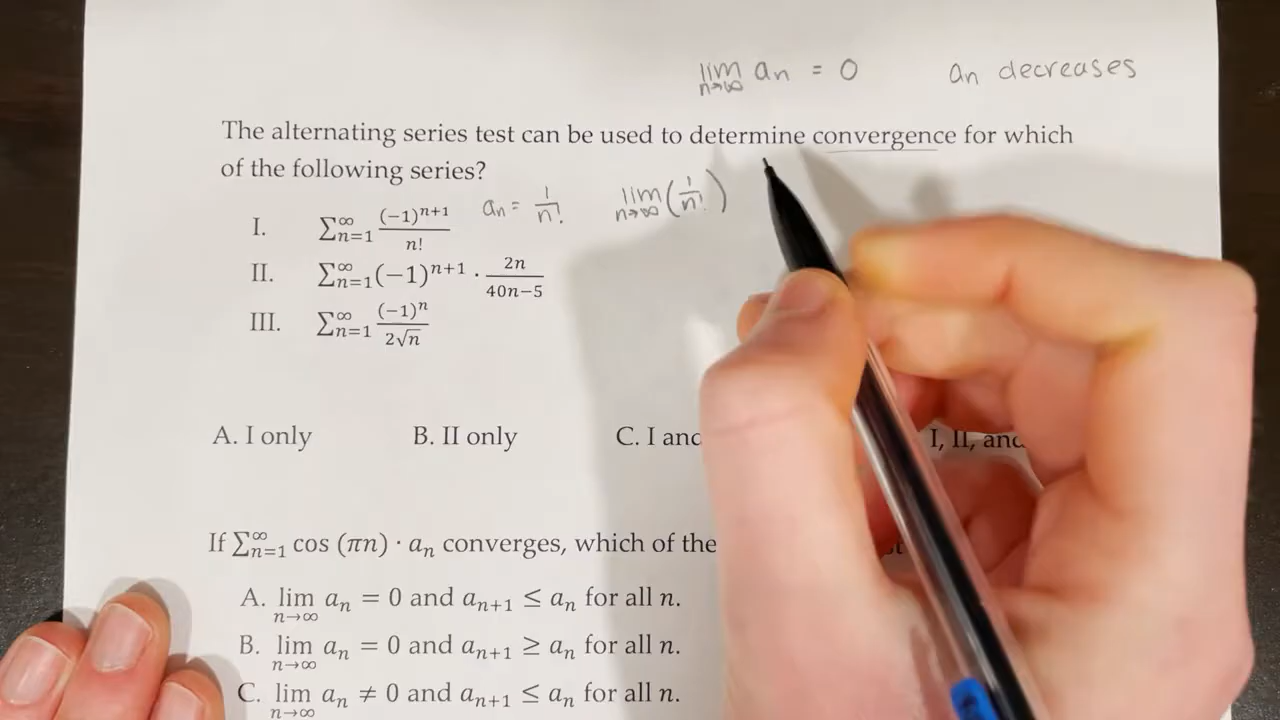 lim n→∞ an = 0 an decreases
The alternating series test can be used to determine convergence for which
of the following series?
an = 1/n! lim n→∞ (1/n!)
I. ∑∞n=1 (-1)ⁿ⁺¹/n!
II. ∑∞n=1 (-1)ⁿ⁺¹ · 2n/40n−5
III. ∑∞n=1 (-1)ⁿ/2√n
A. I only B. II only C. I and I, II, and
If ∑∞n=1 cos (πn) · an converges, which of the
A. lim n→∞ an = 0 and an+1 ≤ an for all n.
B. lim n→∞ an = 0 and an+1 ≥ an for all n.
C. lim n→∞ an ≠ 0 and an+1 ≤ an for all n.